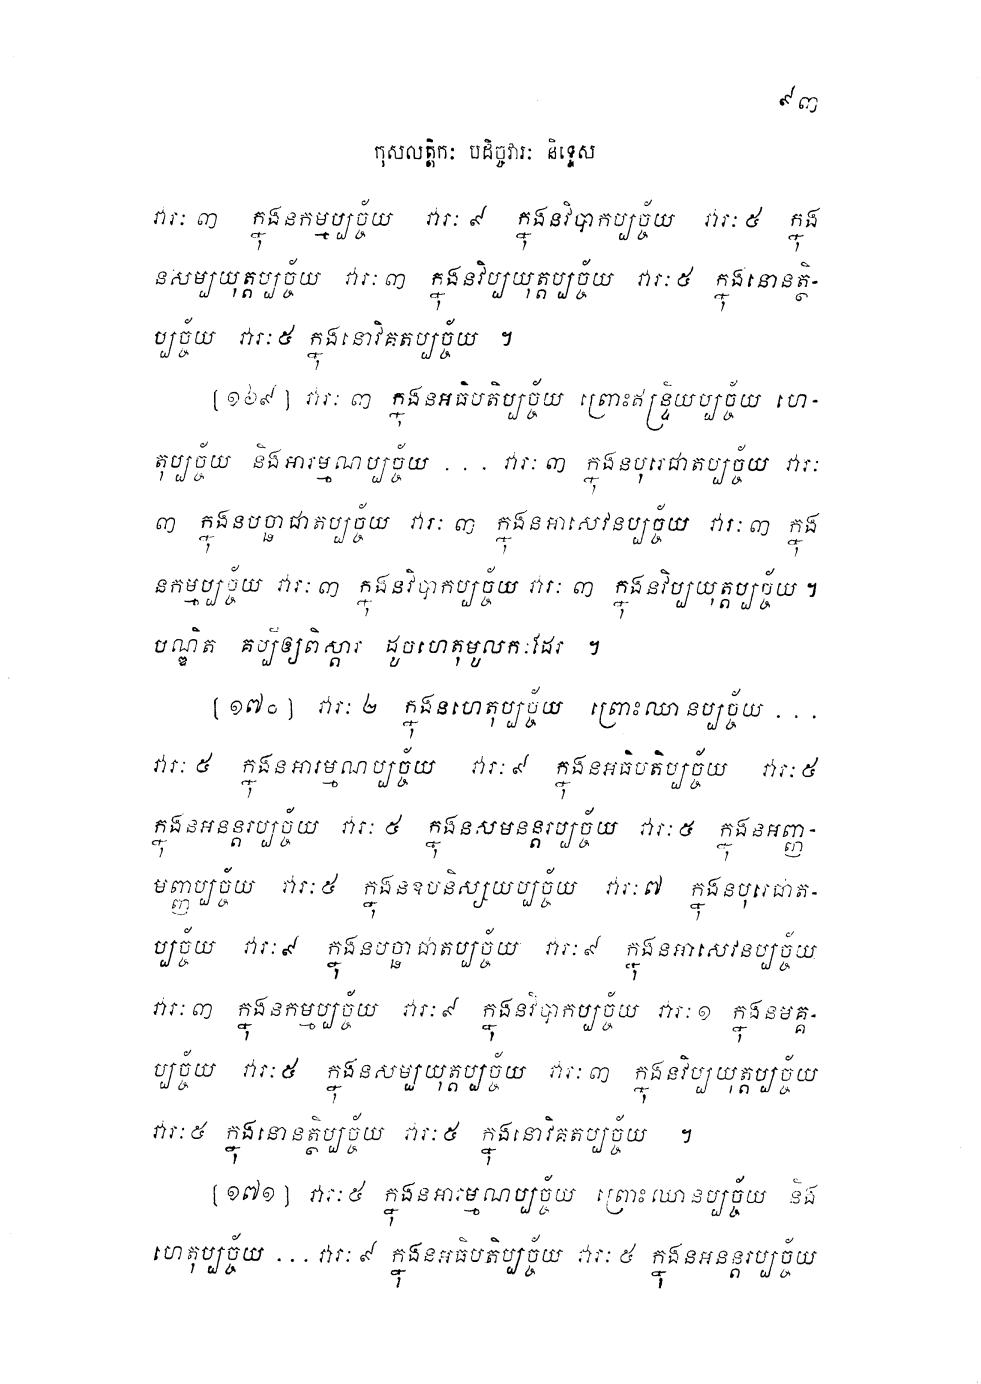 ៩៣
កុសលត្តិកៈ បដិច្ចវារៈ និទ្ទេស
វារៈ ៣ ក្នុងនកម្មប្បច្ច័យ វារៈ ៩ ក្នុងនវិបាកប្បច្ច័យ វារៈ ៥ ក្នុង
នសម្បយុត្តប្បច្ច័យ វារៈ ៣ ក្នុងនវិប្បយុត្តប្បច្ច័យ វារៈ ៥ ក្នុងនោនត្ថិ-
ប្បច្ច័យ វារៈ ៥ ក្នុងនោវិគតប្បច្ច័យ ។
[១៦៩] វារៈ ៣ ក្នុងនអធិបតិប្បច្ច័យ ព្រោះឥន្ទ្រិយប្បច្ច័យ ហេ-
តុប្បច្ច័យ និងអារម្មណប្បច្ច័យ ... វារៈ ៣ ក្នុងនបុរេជាតប្បច្ច័យ វារៈ
៣ ក្នុងនបច្ឆាជាតប្បច្ច័យ វារៈ ៣ ក្នុងនអាសេវនប្បច្ច័យ វារៈ ៣ ក្នុង
នកម្មប្បច្ច័យ វារៈ ៣ ក្នុងនវិបាកប្បច្ច័យ វារៈ ៣ ក្នុងនវិប្បយុត្តប្បច្ច័យ ។
បណ្ឌិត គប្បីឲ្យពិស្តារ ដូចហេតុមូលកៈដែរ ។
[១៧០] វារៈ ២ ក្នុងនហេតុប្បច្ច័យ ព្រោះឈានប្បច្ច័យ ...
វារៈ ៥ ក្នុងនអារម្មណប្បច្ច័យ វារៈ ៩ ក្នុងនអធិបតិប្បច្ច័យ វារៈ ៥
ក្នុងនអនន្តរប្បច្ច័យ វារៈ ៥ ក្នុងនសមនន្តរប្បច្ច័យ វារៈ ៥ ក្នុងនអញ្ញ-
មញ្ញប្បច្ច័យ វារៈ ៥ ក្នុងនឧបនិស្សយប្បច្ច័យ វារៈ ៧ ក្នុងនបុរេជាត-
ប្បច្ច័យ វារៈ ៩ ក្នុងនបច្ឆាជាតប្បច្ច័យ វារៈ ៩ ក្នុងនអាសេវនប្បច្ច័យ
វារៈ ៣ ក្នុងនកម្មប្បច្ច័យ វារៈ ៩ ក្នុងនវិបាកប្បច្ច័យ វារៈ ១ ក្នុងនមគ្គ-
ប្បច្ច័យ វារៈ ៥ ក្នុងនសម្បយុត្តប្បច្ច័យ វារៈ ៣ ក្នុងនវិប្បយុត្តប្បច្ច័យ
វារៈ ៥ ក្នុងនោនត្ថិប្បច្ច័យ វារៈ ៥ ក្នុងនោវិគតប្បច្ច័យ ។
[១៧១] វារៈ ៥ ក្នុងនអារម្មណប្បច្ច័យ ព្រោះឈានប្បច្ច័យ និង
ហេតុប្បច្ច័យ ... វារៈ ៩ ក្នុងនអធិបតិប្បច្ច័យ វារៈ ៥ ក្នុងនអនន្តរប្បច្ច័យ